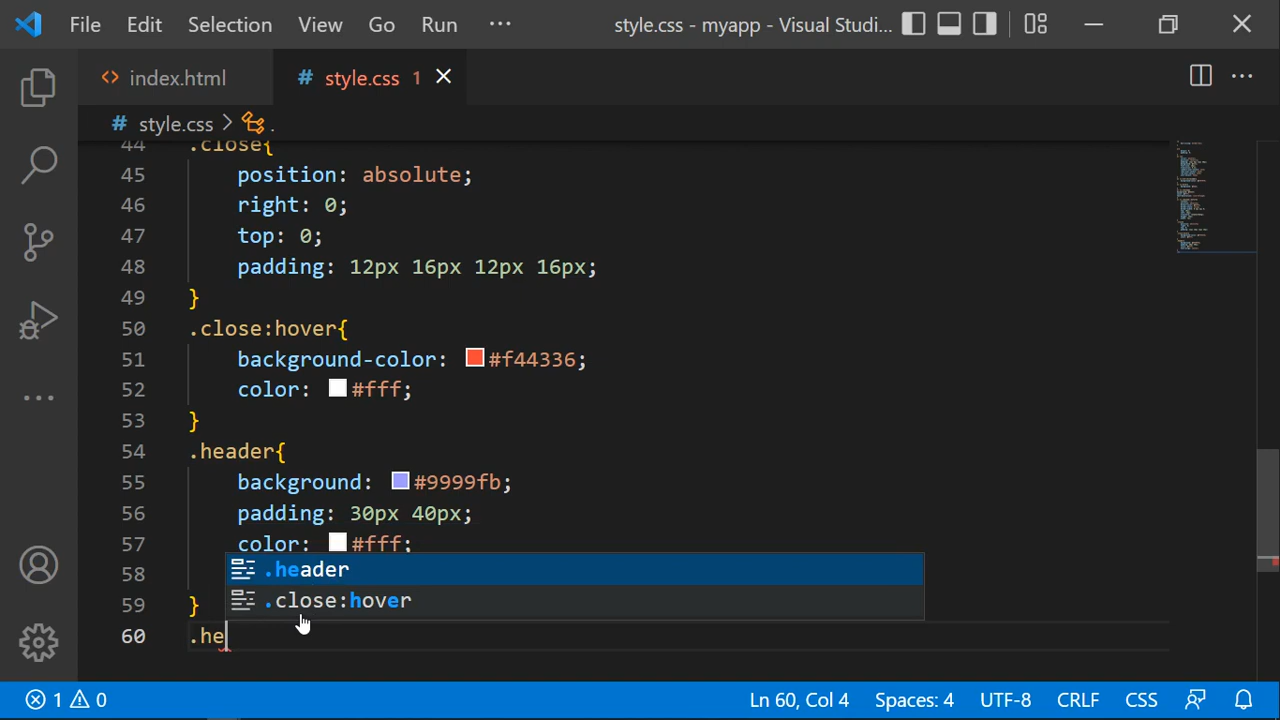 File Edit Selection View Go Run ··· style.css - myapp - Visual Studi...
index.html # style.css 1
# style.css > .
44 .close{
45 position: absolute;
46 right: 0;
47 top: 0;
48 padding: 12px 16px 12px 16px;
49 }
50 .close:hover{
51 background-color: #f44336;
52 color: #fff;
53 }
54 .header{
55 background: #9999fb;
56 padding: 30px 40px;
57 color: #fff;
.header
58
.close:hover
59 }
60 .he
1 0 Ln 60, Col 4 Spaces: 4 UTF-8 CRLF CSS